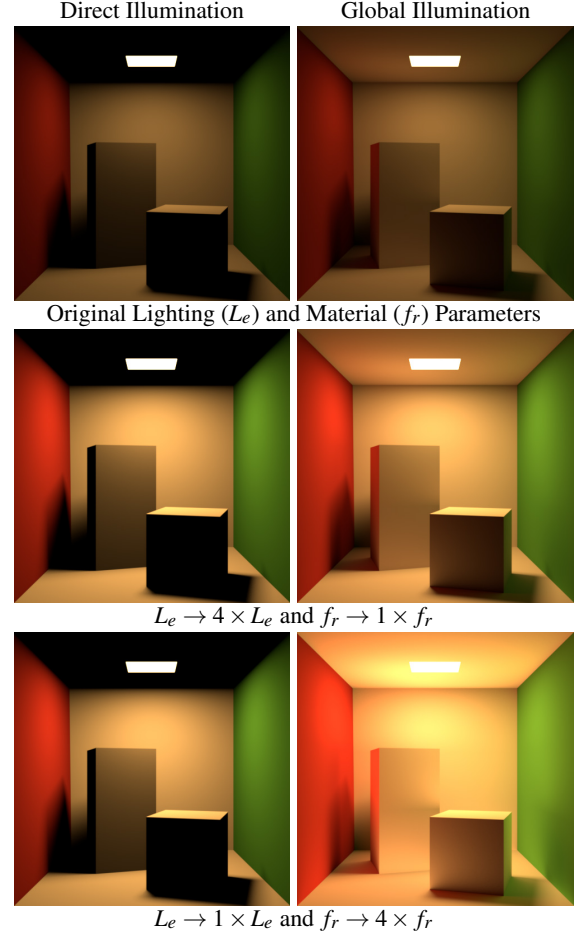 Direct Illumination Global Illumination
Original Lighting (Lₑ) and Material (fᵣ) Parameters
Lₑ → 4 × Lₑ and fᵣ → 1 × fᵣ
Lₑ → 1 × Lₑ and fᵣ → 4 × fᵣ